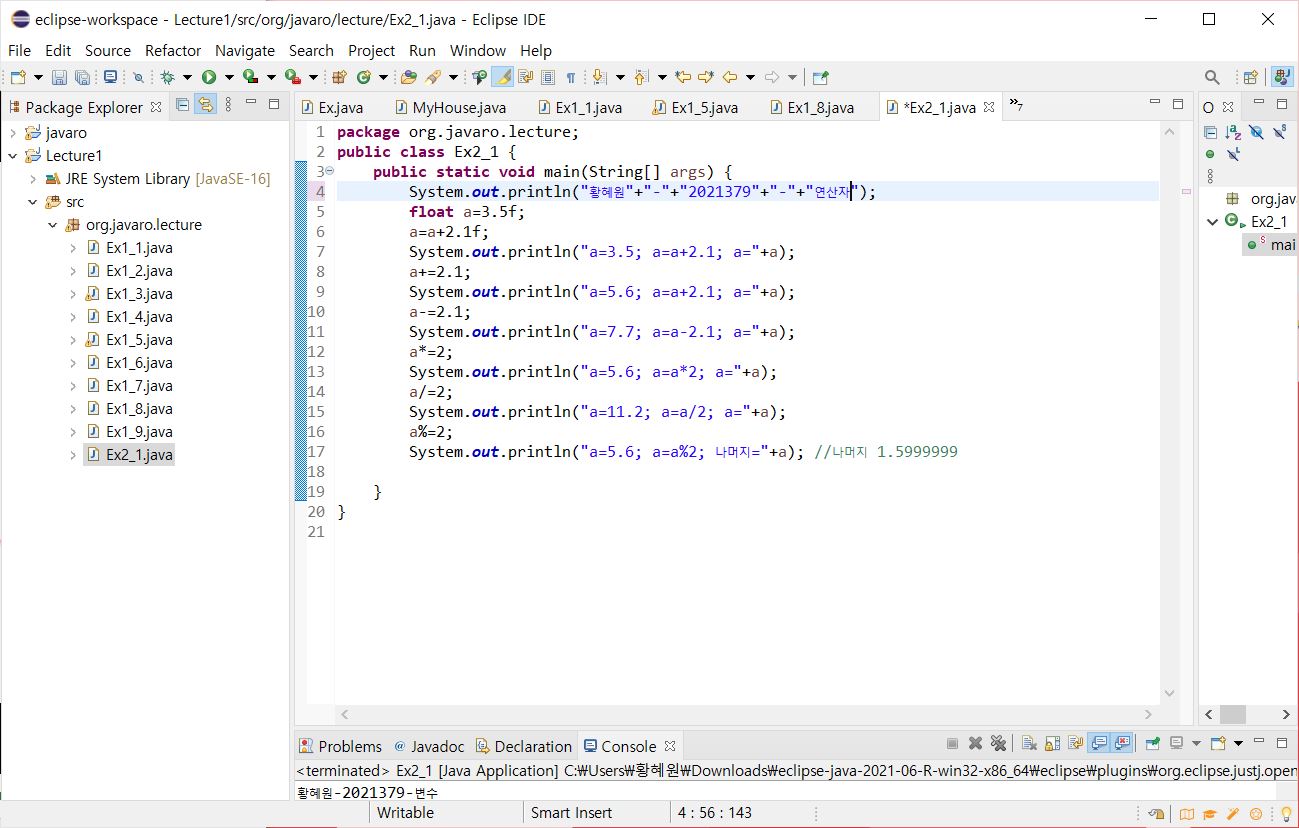 eclipse-workspace - Lecture1/src/org/javaro/lecture/Ex2_1.java - Eclipse IDE
File Edit Source Refactor Navigate Search Project Run Window Help
Package Explorer
javaro
Lecture1
JRE System Library [JavaSE-16]
src
org.javaro.lecture
Ex1_1.java
Ex1_2.java
Ex1_3.java
Ex1_4.java
Ex1_5.java
Ex1_6.java
Ex1_7.java
Ex1_8.java
Ex1_9.java
Ex2_1.java
Ex.java MyHouse.java Ex1_1.java Ex1_5.java Ex1_8.java *Ex2_1.java »7
1 package org.javaro.lecture;
2 public class Ex2_1 {
3 public static void main(String[] args) {
4 System.out.println("황혜원"+"-"+"2021379"+"-"+"연산자");
5 float a=3.5f;
6 a=a+2.1f;
7 System.out.println("a=3.5; a=a+2.1; a="+a);
8 a+=2.1;
9 System.out.println("a=5.6; a=a+2.1; a="+a);
10 a-=2.1;
11 System.out.println("a=7.7; a=a-2.1; a="+a);
12 a*=2;
13 System.out.println("a=5.6; a=a*2; a="+a);
14 a/=2;
15 System.out.println("a=11.2; a=a/2; a="+a);
16 a%=2;
17 System.out.println("a=5.6; a=a%2; 나머지="+a); //나머지 1.5999999
18
19 }
20 }
21
O
org.jav
Ex2_1
mai
Problems @ Javadoc Declaration Console
<terminated> Ex2_1 [Java Application] C:₩Users₩황혜원₩Downloads₩eclipse-java-2021-06-R-win32-x86_64₩eclipse₩plugins₩org.eclipse.justj.open
황혜원-2021379-변수
Writable Smart Insert 4 : 56 : 143